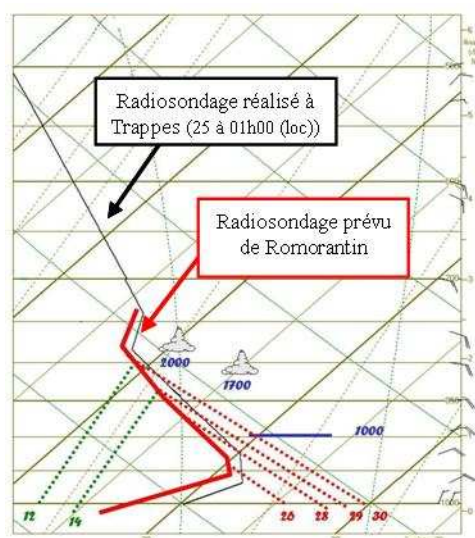 Radiosondage réalisé à
Trappes (25 à 01h00 (loc))
Radiosondage prévu
de Romorantin
2000
1700
1000
12
14
26
28
29
30